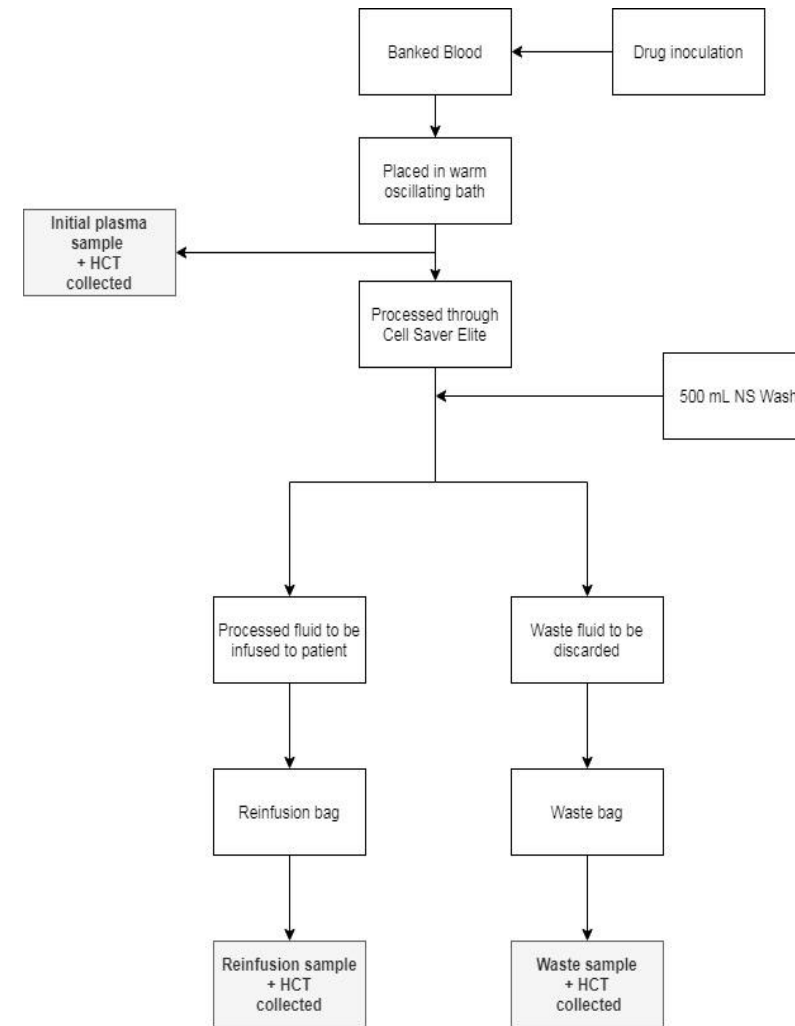 Banked Blood
Drug inoculation
Placed in warm
oscillating bath
Initial plasma
sample
+ HCT
collected
Processed through
Cell Saver Elite
500 mL NS Wash
Processed fluid to be
infused to patient
Waste fluid to be
discarded
Reinfusion bag
Waste bag
Reinfusion sample
+ HCT
collected
Waste sample
+ HCT
collected